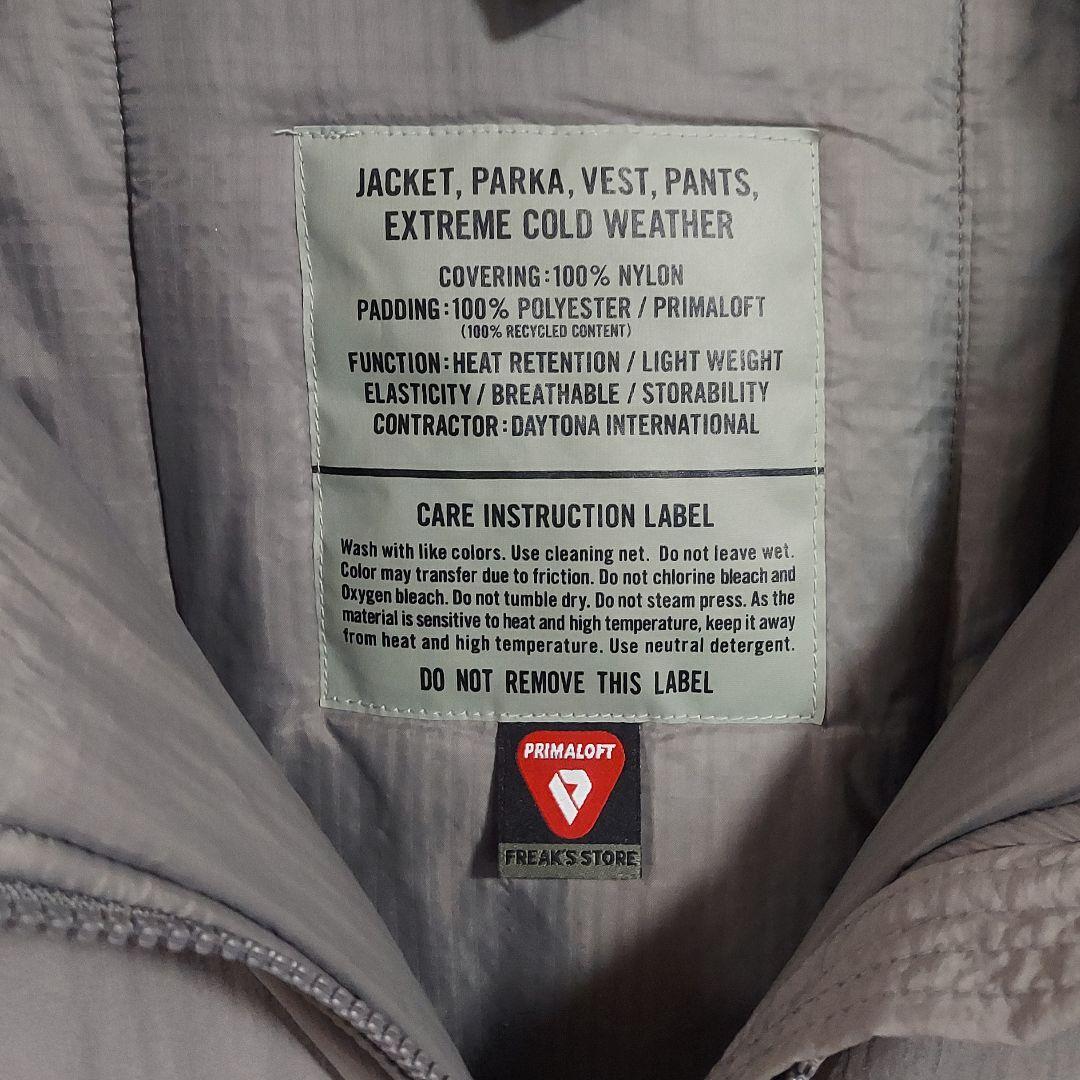 JACKET, PARKA, VEST, PANTS,
EXTREME COLD WEATHER
COVERING:100% NYLON
PADDING:100% POLYESTER / PRIMALOFT
(100% RECYCLED CONTENT)
FUNCTION:HEAT RETENTION / LIGHT WEIGHT
ELASTICITY / BREATHABLE / STORABILITY
CONTRACTOR:DAYTONA INTERNATIONAL
CARE INSTRUCTION LABEL
Wash with like colors. Use cleaning net. Do not leave wet.
Color may transfer due to friction. Do not chlorine bleach and
Oxygen bleach. Do not tumble dry. Do not steam press. As the
material is sensitive to heat and high temperature, keep it away
from heat and high temperature. Use neutral detergent.
DO NOT REMOVE THIS LABEL
PRIMALOFT
FREAK'S STORE